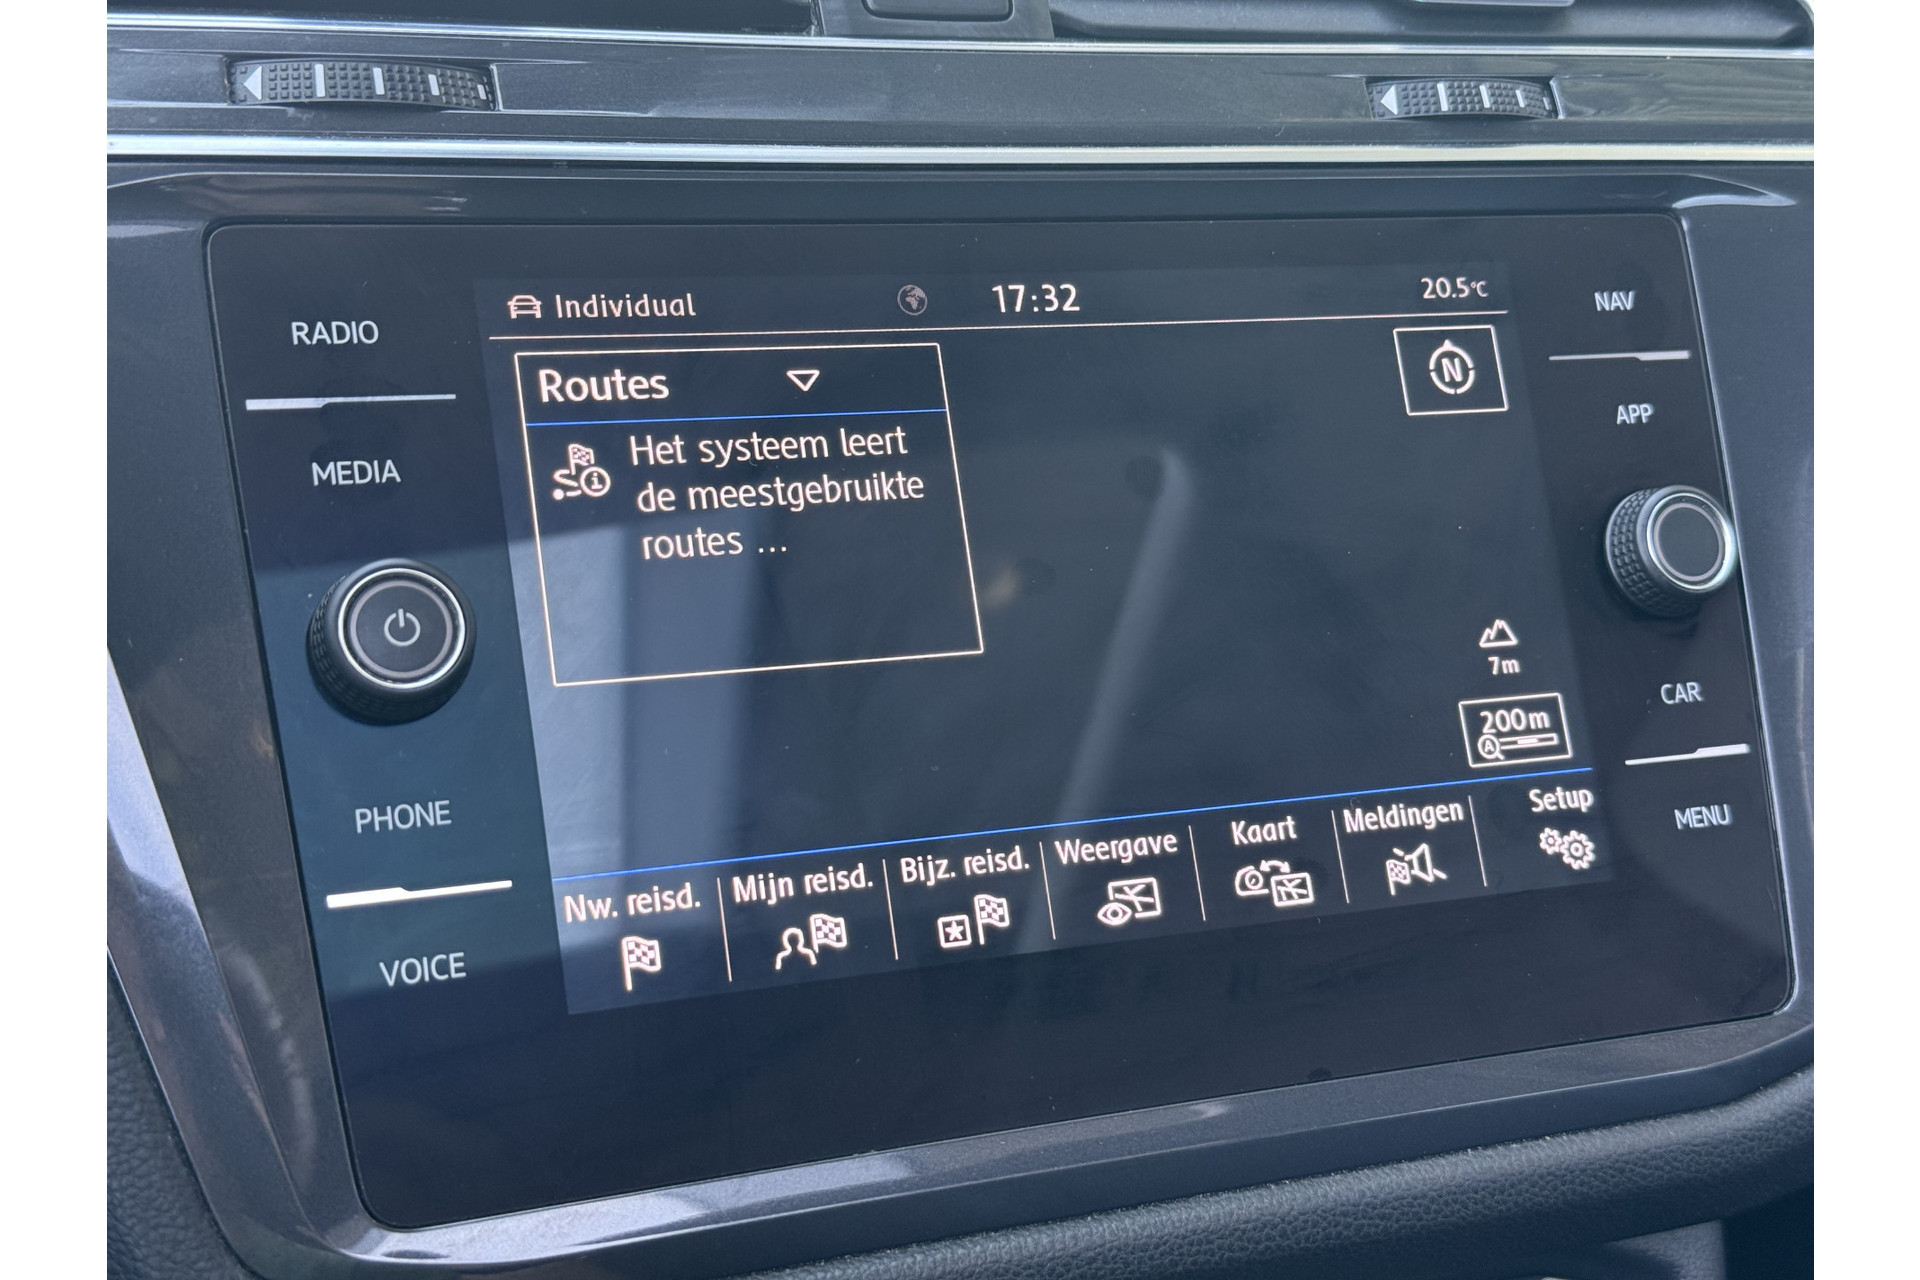 Individual 17:32 20.5°C
RADIO
NAV
Routes
N
MEDIA
APP
Het systeem leert
de meestgebruikte
routes ...
7m
CAR
200m
A
PHONE
MENU
Nw. reisd. Mijn reisd. Bijz. reisd. Weergave Kaart Meldingen Setup
VOICE